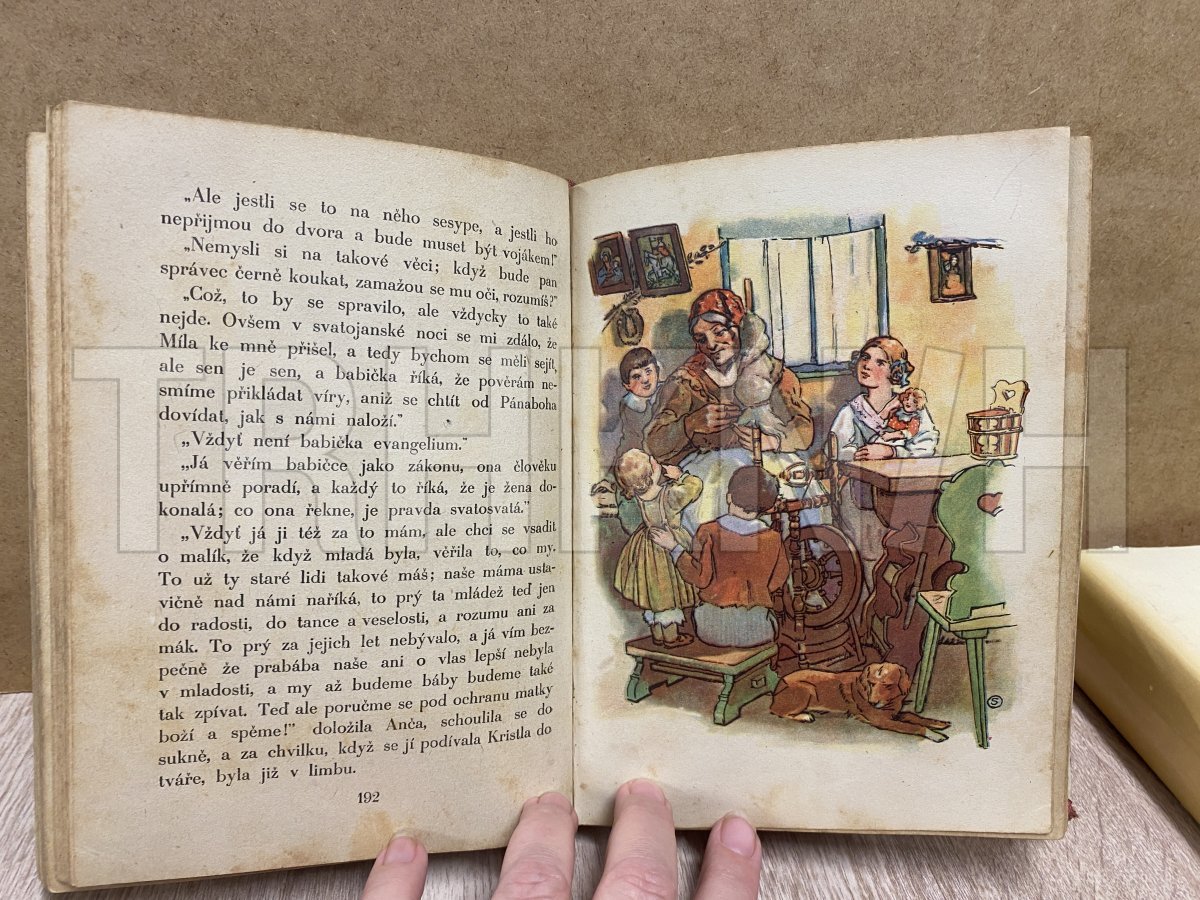 „Ale jestli se to na něho sesype, a jestli ho
nepřijmou do dvora a bude muset být vojákem!”
„Nemysli si na takové věci; když bude pan
správec černě koukat, zamažou se mu oči, rozumíš?”
„Což, to by se spravilo, ale vždycky to také
nejde. Ovšem v svatojanské noci se mi zdálo, že
Míla ke mně přišel, a tedy bychom se měli sejít,
ale sen je sen, a babička říká, že pověrám ne-
smíme přikládat víry, aniž se chtít od Pánaboha
dovídat, jak s námi naloží.”
„Vždyť není babička evangelium.”
„Já věřím babičce jako zákonu, ona člověku
upřímně poradí, a každý to říká, že je žena do-
konalá; co ona řekne, je pravda svatosvatá.”
„Vždyť já ji též za to mám, ale chci se vsadit
o malík, že když mladá byla, věřila to, co my.
To už ty staré lidi takové máš; naše máma usta-
vičně nad námi naříká, to prý ta mládež teď jen
do radosti, do tance a veselosti, a rozumu ani za
mák. To prý za jejich let nebývalo, a já vím bez-
pečně že prabába naše ani o vlas lepší nebyla
v mladosti, a my až budeme báby budeme také
tak zpívat. Teď ale poručme se pod ochranu matky
boží a spěme!” doložila Anča, schoulila se do
sukně, a za chvilku, když se jí podívala Kristla do
tváře, byla již v limbu.
192
S